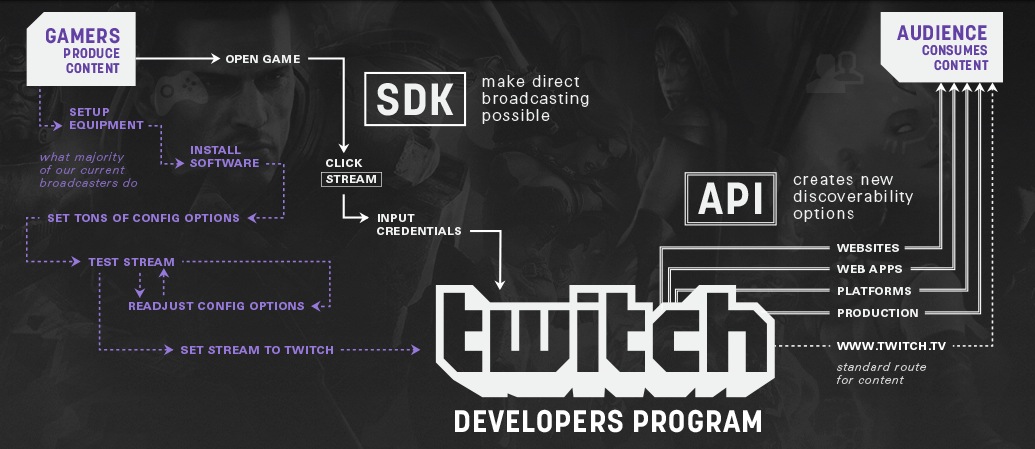 GAMERS
PRODUCE
CONTENT
OPEN GAME
SDK
make direct
broadcasting
possible
CLICK
STREAM
INPUT
CREDENTIALS
SETUP
EQUIPMENT
what majority
of our current
broadcasters do
INSTALL
SOFTWARE
SET TONS OF CONFIG OPTIONS
TEST STREAM
READJUST CONFIG OPTIONS
SET STREAM TO TWITCH
twitch
DEVELOPERS PROGRAM
AUDIENCE
CONSUMES
CONTENT
API
creates new
discoverability
options
WEBSITES
WEB APPS
PLATFORMS
PRODUCTION
WWW.TWITCH.TV
standard route
for content